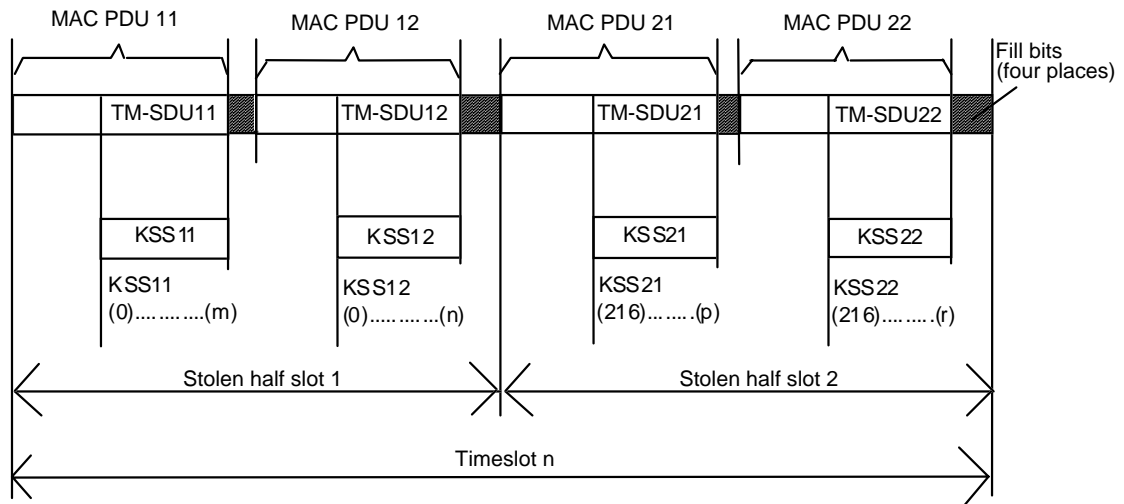 MAC PDU 11
MAC PDU 12
MAC PDU 21
MAC PDU 22
Fill bits
(four places)
TM-SDU11
TM-SDU12
TM-SDU21
TM-SDU22
KSS11
KSS12
KSS21
KSS22
KSS11
(0)...........(m)
KSS12
(0)...........(n)
KSS21
(216).......(p)
KSS22
(216)........(r)
Stolen half slot 1
Stolen half slot 2
Timeslot n